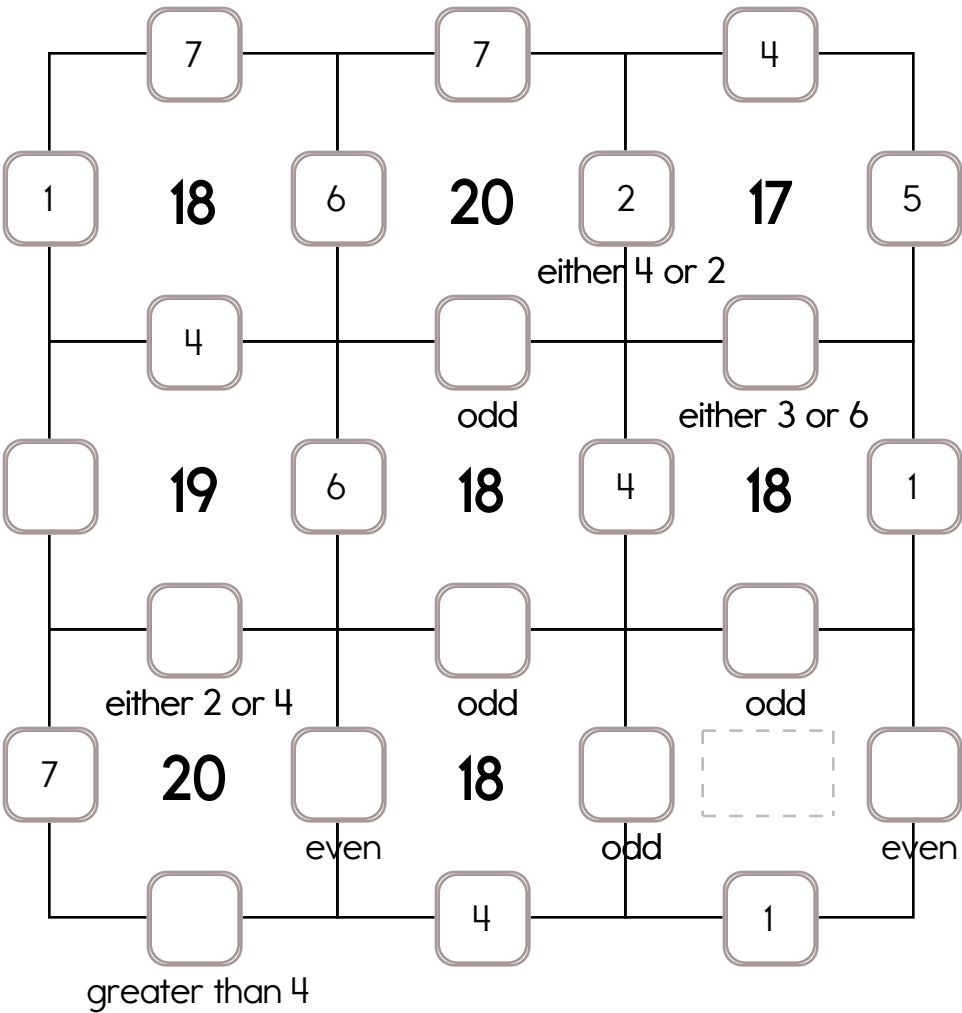 7 7 4
1 18 6 20 2 17 5
either 4 or 2
4
odd either 3 or 6
19 6 18 4 18 1
either 2 or 4 odd odd
7 20 18
even odd even
4 1
greater than 4